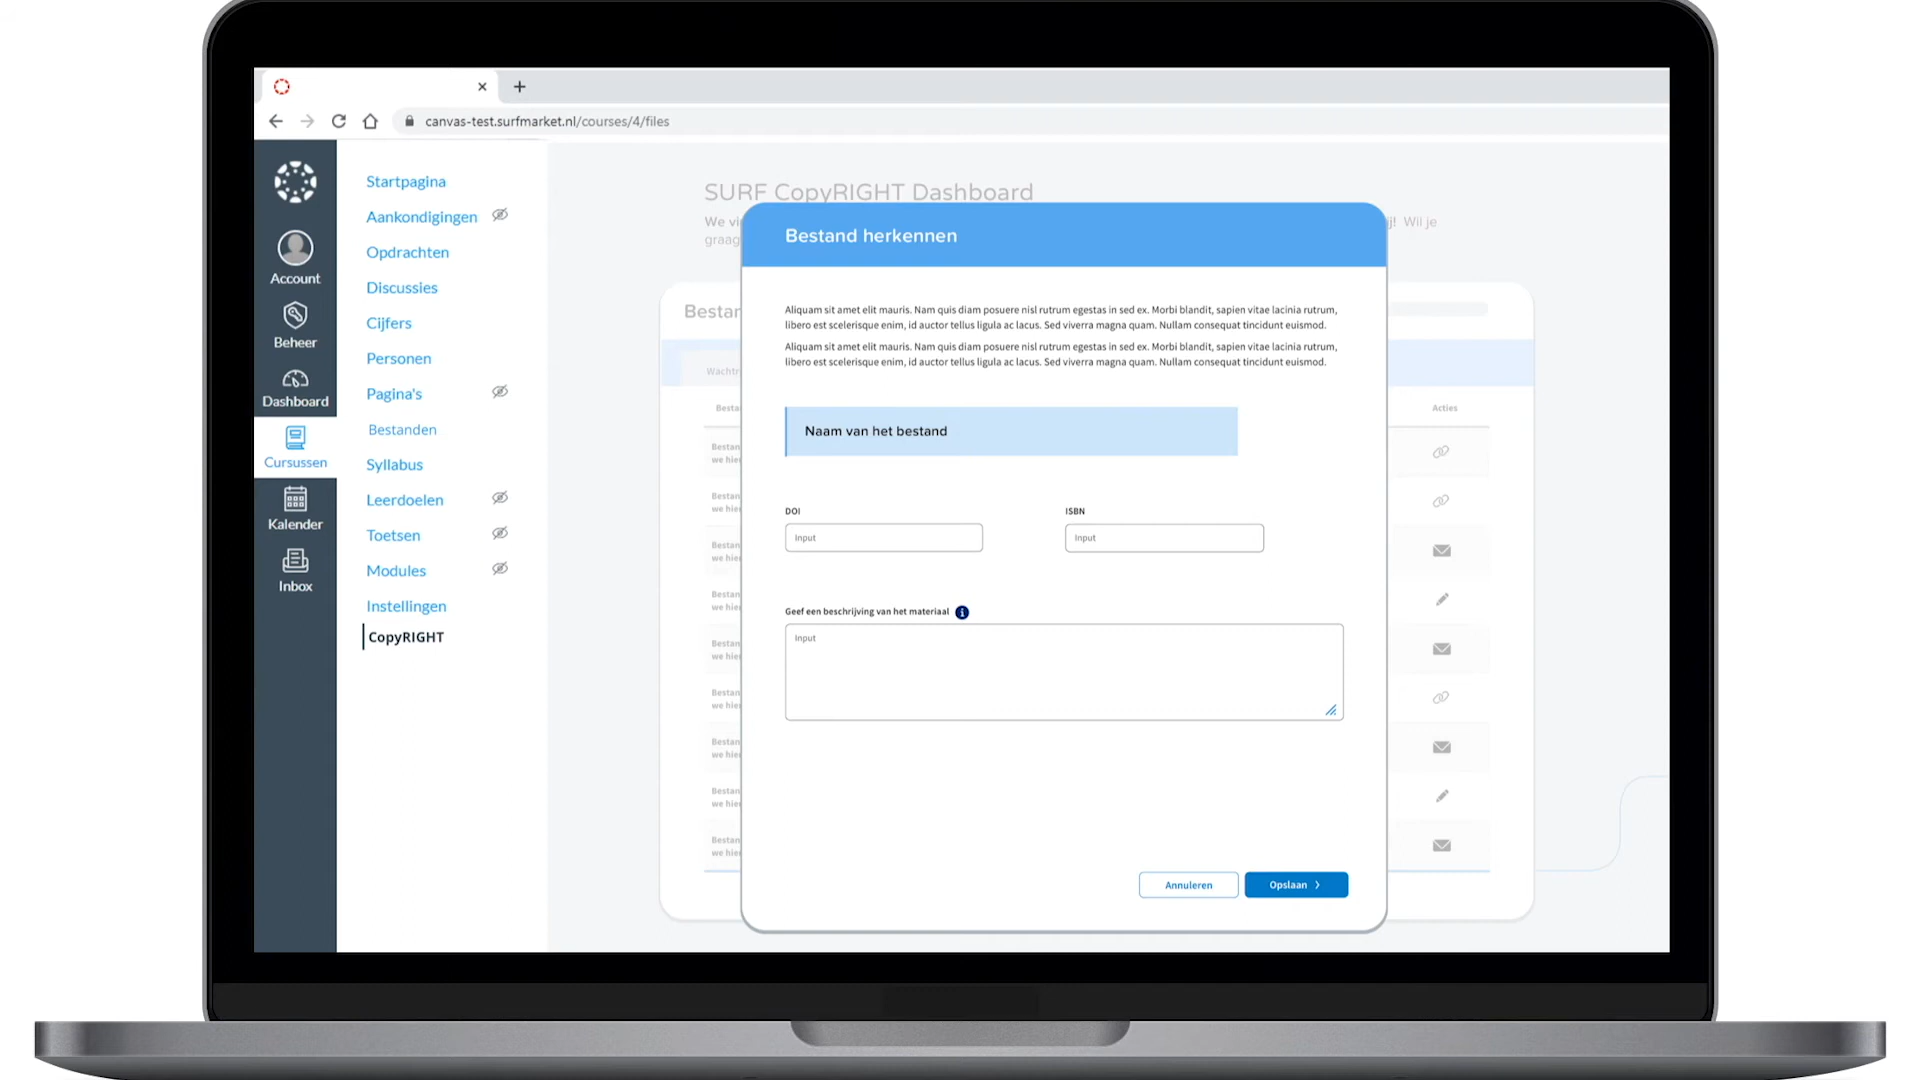 canvas-test.surfmarket.nl/courses/4/files
Account
Beheer
Dashboard
Cursussen
Kalender
Inbox
Startpagina
Aankondigingen
Opdrachten
Discussies
Cijfers
Personen
Pagina's
Bestanden
Syllabus
Leerdoelen
Toetsen
Modules
Instellingen
CopyRIGHT
SURF CopyRIGHT Dashboard
We
Wil je
graag
Bestand herkennen
Aliquam sit amet elit mauris. Nam quis diam posuere nisl rutrum egestas in sed ex. Morbi blandit, sapien vitae lacinia rutrum,
libero est scelerisque enim, id auctor tellus ligula ac lacus. Sed viverra magna quam. Nullam consequat tincidunt euismod.
Aliquam sit amet elit mauris. Nam quis diam posuere nisl rutrum egestas in sed ex. Morbi blandit, sapien vitae lacinia rutrum,
libero est scelerisque enim, id auctor tellus ligula ac lacus. Sed viverra magna quam. Nullam consequat tincidunt euismod.
Acties
Naam van het bestand
DOI
ISBN
Input
Input
Geef een beschrijving van het materiaal
Input
Annuleren
Opslaan